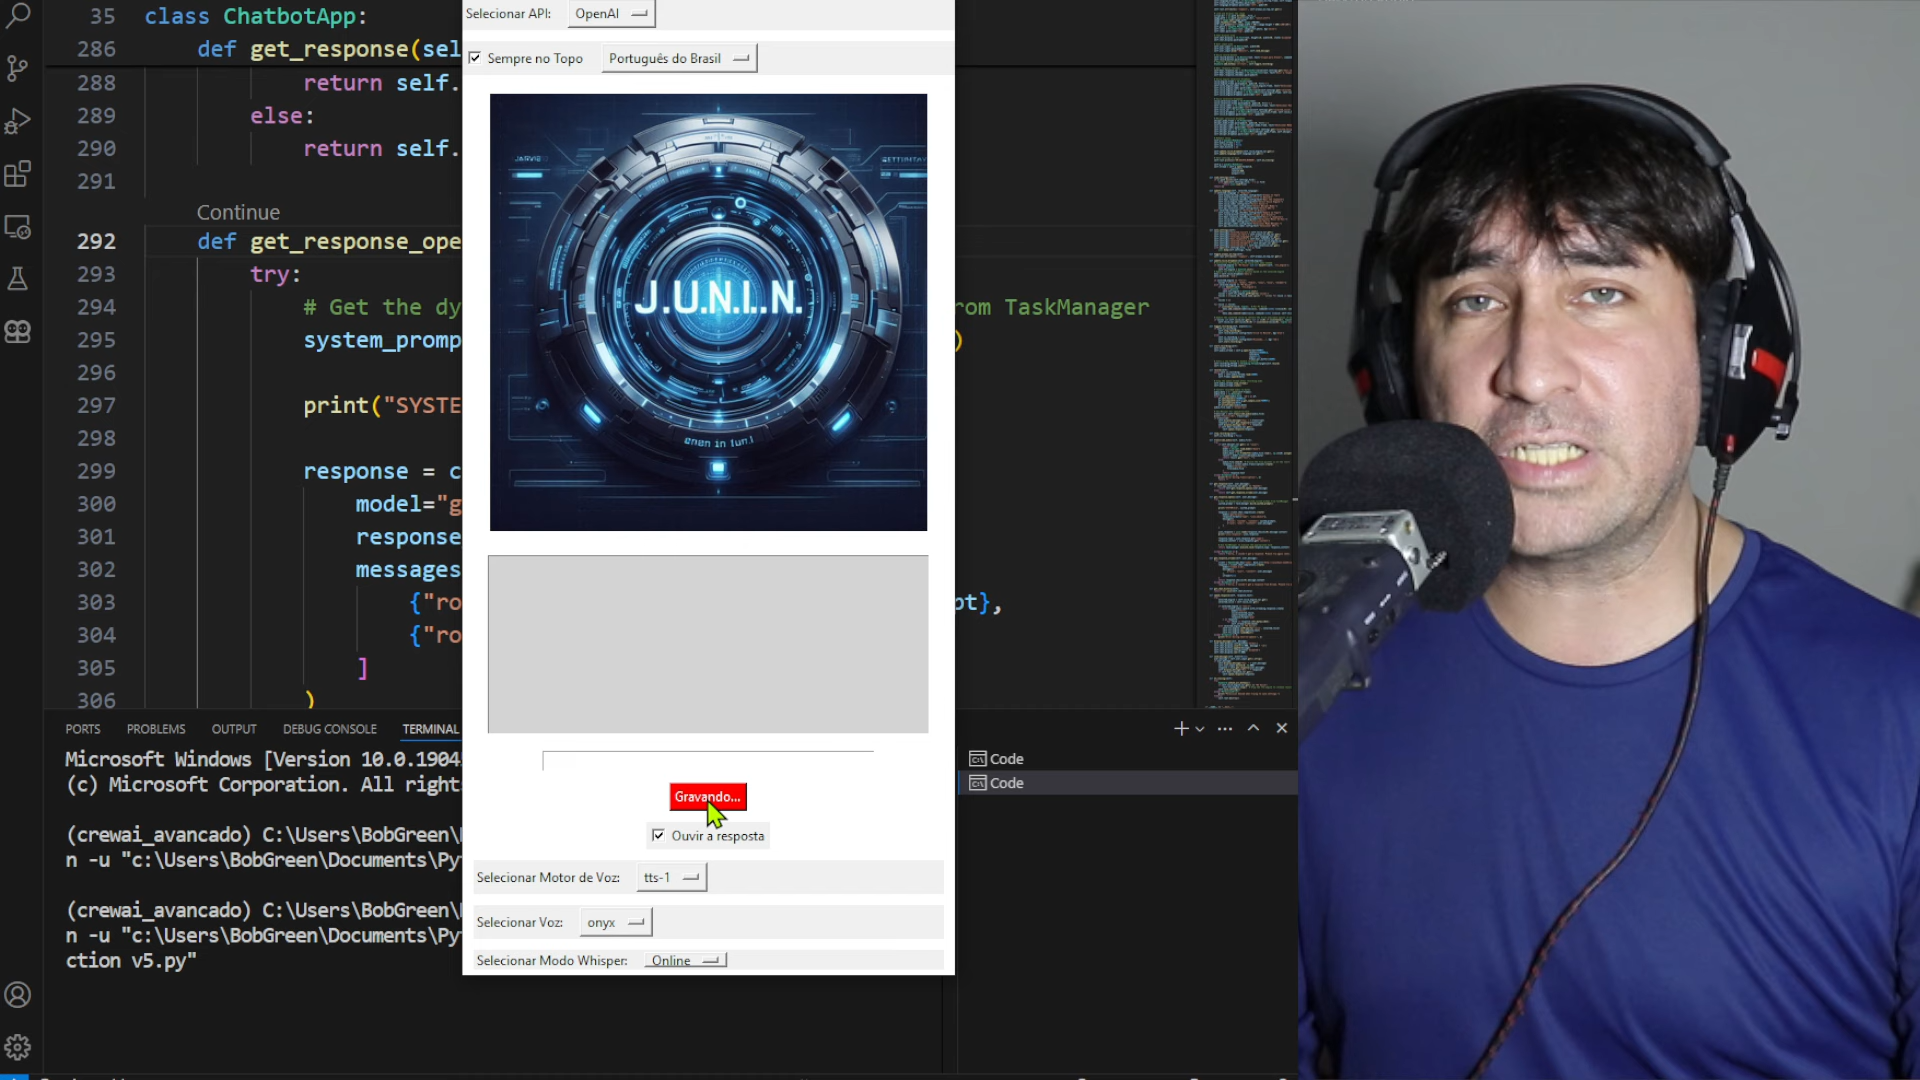 35 class ChatbotApp:
286 def get_response(sel
288 return self.
289 else:
290 return self.
291
Continue
292 def get_response_ope
293 try:
294 # Get the dy
295 system_promp
296
297 print("SYSTE
298
299 response = c
300 model="g
301 response
302 messages
303 {"ro
304 {"ro
305 ]
306 )
om TaskManager
)
pt},
Selecionar API: OpenAI
Sempre no Topo Português do Brasil
JARVIS
J.U.N.I.N.
Gravando...
Ouvir a resposta
Selecionar Motor de Voz: tts-1
Selecionar Voz: onyx
Selecionar Modo Whisper: Online
PORTS PROBLEMS OUTPUT DEBUG CONSOLE TERMINAL
Microsoft Windows [Version 10.0.1904
(c) Microsoft Corporation. All right
(crewai_avancado) C:\Users\BobGreen\
n -u "c:\Users\BobGreen\Documents\Py
(crewai_avancado) C:\Users\BobGreen\
n -u "c:\Users\BobGreen\Documents\Py
ction v5.py"
Code
Code